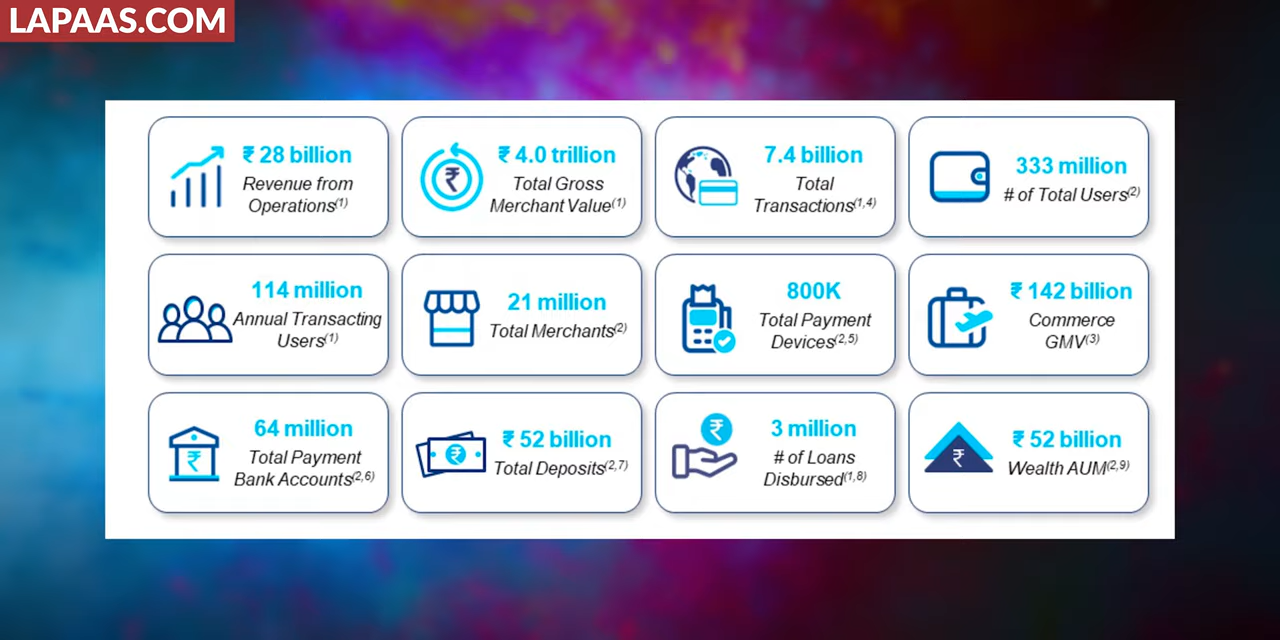 LAPAAS.COM
₹ 28 billion
Revenue from
Operations(1)
₹ 4.0 trillion
Total Gross
Merchant Value(1)
7.4 billion
Total
Transactions(1,4)
333 million
# of Total Users(2)
114 million
Annual Transacting
Users(1)
21 million
Total Merchants(2)
800K
Total Payment
Devices(2,5)
₹ 142 billion
Commerce
GMV(3)
64 million
Total Payment
Bank Accounts(2,6)
₹ 52 billion
Total Deposits(2,7)
3 million
# of Loans
Disbursed(1,8)
₹ 52 billion
Wealth AUM(2,9)